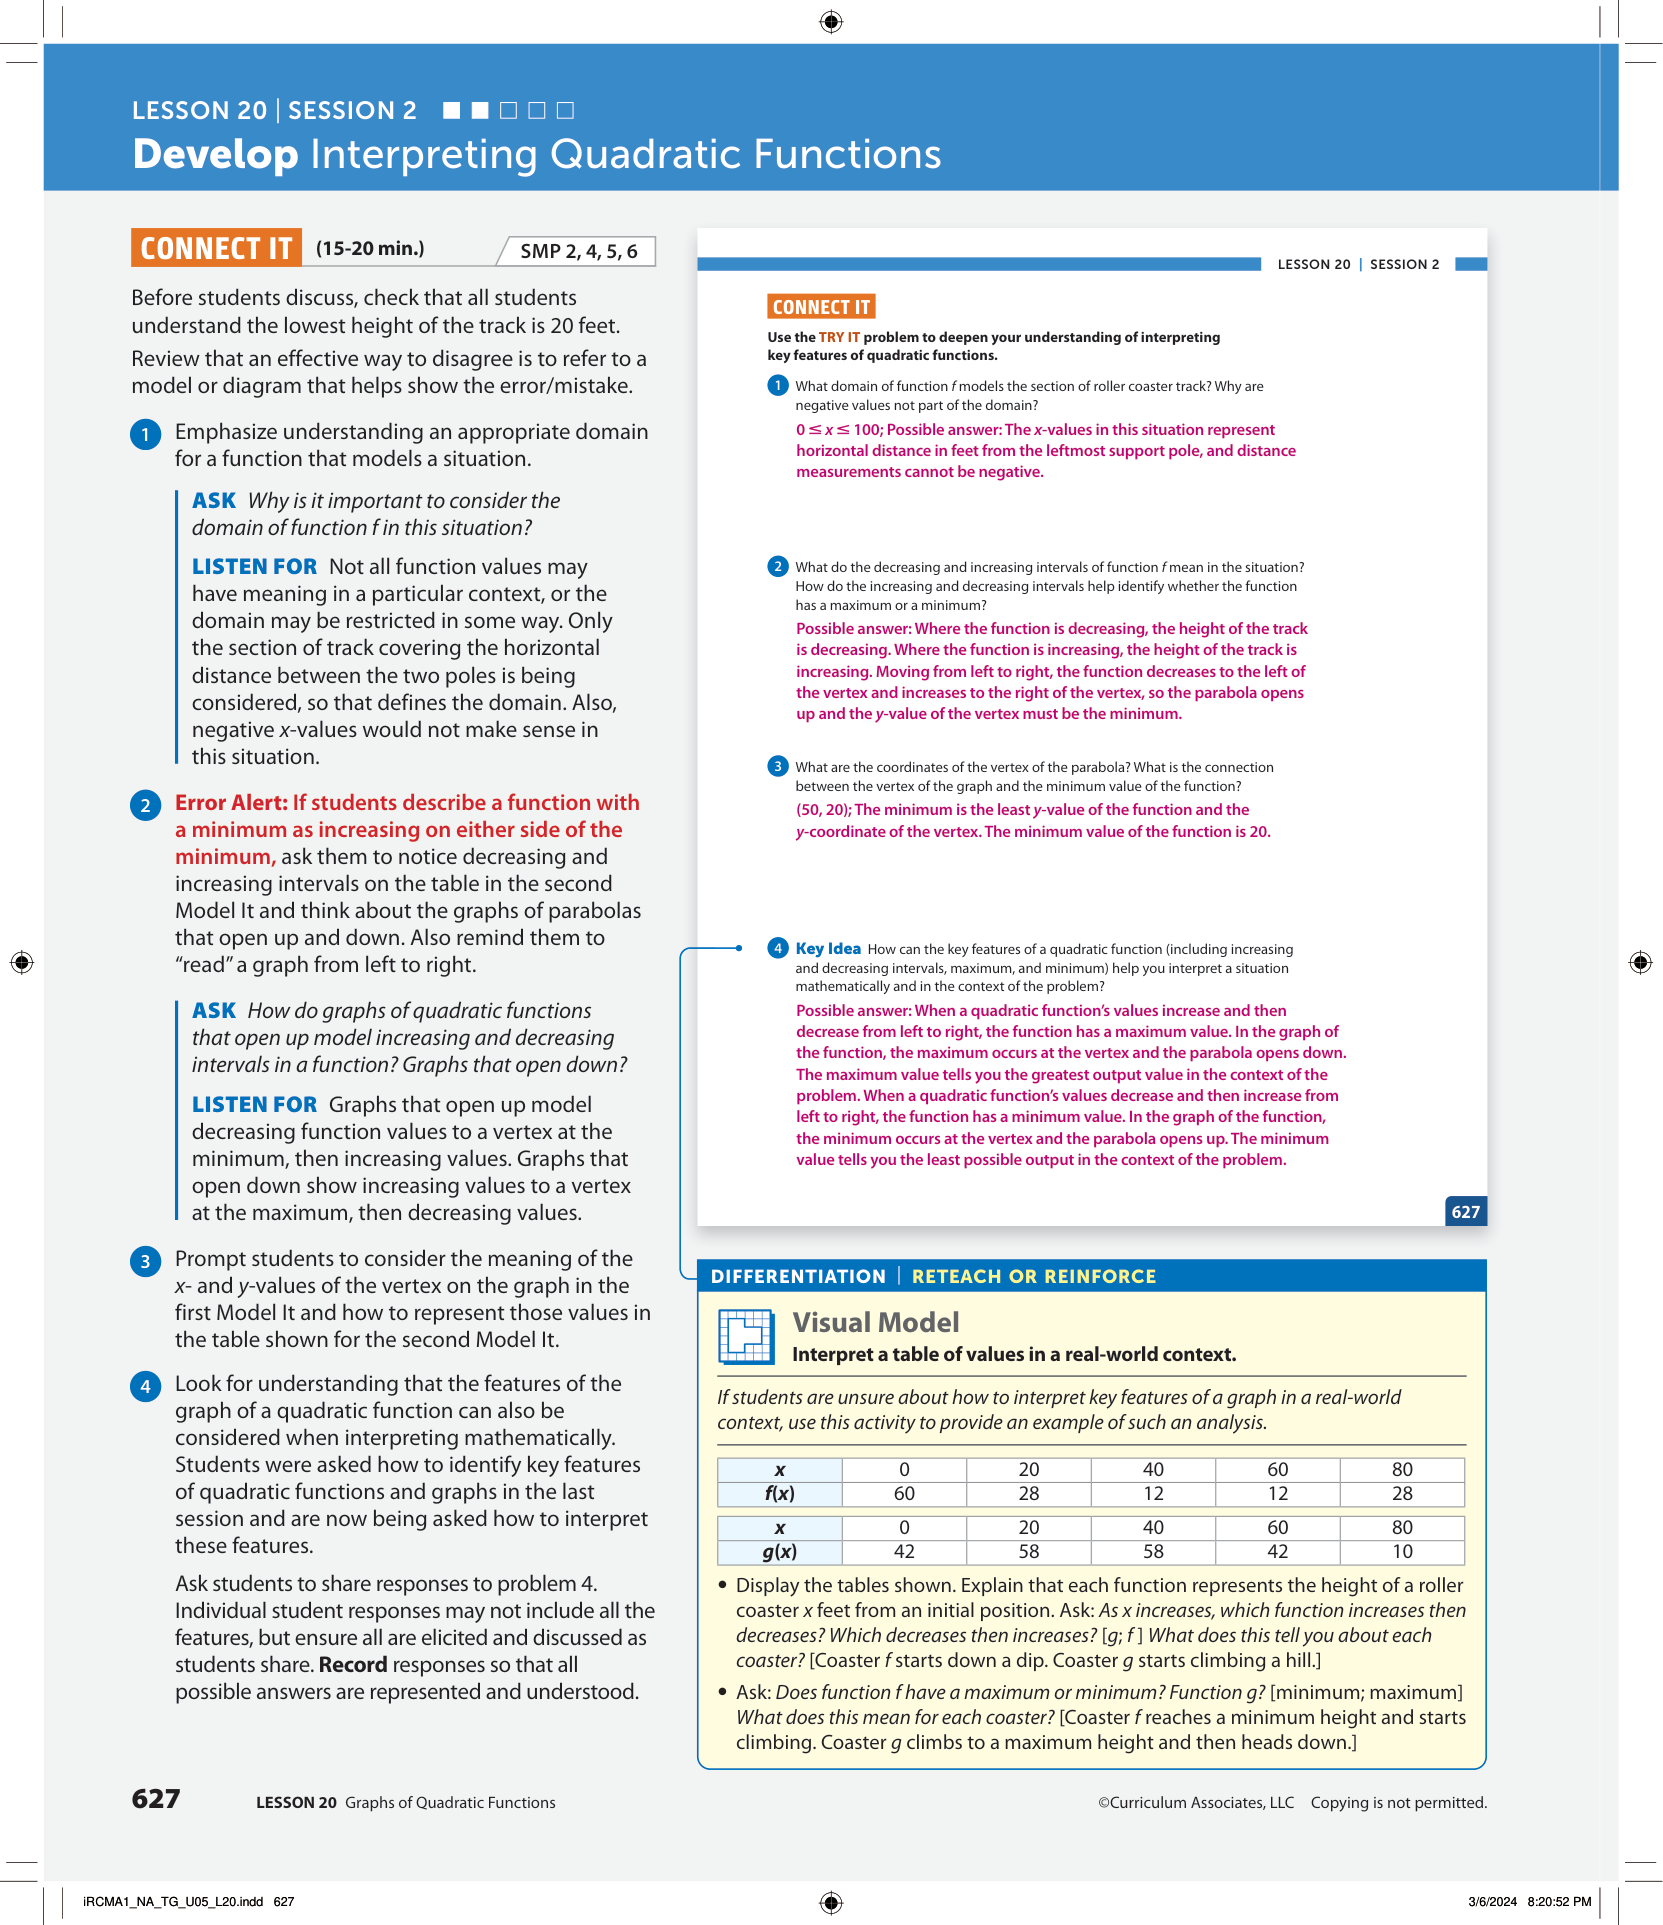 LESSON 20 | SESSION 2
Develop Interpreting Quadratic Functions
CONNECT IT (15-20 min.) SMP 2, 4, 5, 6
Before students discuss, check that all students
understand the lowest height of the track is 20 feet.
Review that an effective way to disagree is to refer to a
model or diagram that helps show the error/mistake.
1 Emphasize understanding an appropriate domain
for a function that models a situation.
ASK Why is it important to consider the
domain of function f in this situation?
LISTEN FOR Not all function values may
have meaning in a particular context, or the
domain may be restricted in some way. Only
the section of track covering the horizontal
distance between the two poles is being
considered, so that defines the domain. Also,
negative x-values would not make sense in
this situation.
2 Error Alert: If students describe a function with
a minimum as increasing on either side of the
minimum, ask them to notice decreasing and
increasing intervals on the table in the second
Model It and think about the graphs of parabolas
that open up and down. Also remind them to
“read” a graph from left to right.
ASK How do graphs of quadratic functions
that open up model increasing and decreasing
intervals in a function? Graphs that open down?
LISTEN FOR Graphs that open up model
decreasing function values to a vertex at the
minimum, then increasing values. Graphs that
open down show increasing values to a vertex
at the maximum, then decreasing values.
3 Prompt students to consider the meaning of the
x- and y-values of the vertex on the graph in the
first Model It and how to represent those values in
the table shown for the second Model It.
4 Look for understanding that the features of the
graph of a quadratic function can also be
considered when interpreting mathematically.
Students were asked how to identify key features
of quadratic functions and graphs in the last
session and are now being asked how to interpret
these features.
Ask students to share responses to problem 4.
Individual student responses may not include all the
features, but ensure all are elicited and discussed as
students share. Record responses so that all
possible answers are represented and understood.
LESSON 20 | SESSION 2
CONNECT IT
Use the TRY IT problem to deepen your understanding of interpreting
key features of quadratic functions.
1 What domain of function f models the section of roller coaster track? Why are
negative values not part of the domain?
0 ≤ x ≤ 100; Possible answer: The x-values in this situation represent
horizontal distance in feet from the leftmost support pole, and distance
measurements cannot be negative.
2 What do the decreasing and increasing intervals of function f mean in the situation?
How do the increasing and decreasing intervals help identify whether the function
has a maximum or a minimum?
Possible answer: Where the function is decreasing, the height of the track
is decreasing. Where the function is increasing, the height of the track is
increasing. Moving from left to right, the function decreases to the left of
the vertex and increases to the right of the vertex, so the parabola opens
up and the y-value of the vertex must be the minimum.
3 What are the coordinates of the vertex of the parabola? What is the connection
between the vertex of the graph and the minimum value of the function?
(50, 20); The minimum is the least y-value of the function and the
y-coordinate of the vertex. The minimum value of the function is 20.
4 Key Idea How can the key features of a quadratic function (including increasing
and decreasing intervals, maximum, and minimum) help you interpret a situation
mathematically and in the context of the problem?
Possible answer: When a quadratic function’s values increase and then
decrease from left to right, the function has a maximum value. In the graph of
the function, the maximum occurs at the vertex and the parabola opens down.
The maximum value tells you the greatest output value in the context of the
problem. When a quadratic function’s values decrease and then increase from
left to right, the function has a minimum value. In the graph of the function,
the minimum occurs at the vertex and the parabola opens up. The minimum
value tells you the least possible output in the context of the problem.
627
DIFFERENTIATION | RETEACH OR REINFORCE
Visual Model
Interpret a table of values in a real-world context.
If students are unsure about how to interpret key features of a graph in a real-world
context, use this activity to provide an example of such an analysis.
x 0 20 40 60 80
f(x) 60 28 12 12 28
x 0 20 40 60 80
g(x) 42 58 58 42 10
• Display the tables shown. Explain that each function represents the height of a roller
coaster x feet from an initial position. Ask: As x increases, which function increases then
decreases? Which decreases then increases? [g; f ] What does this tell you about each
coaster? [Coaster f starts down a dip. Coaster g starts climbing a hill.]
• Ask: Does function f have a maximum or minimum? Function g? [minimum; maximum]
What does this mean for each coaster? [Coaster f reaches a minimum height and starts
climbing. Coaster g climbs to a maximum height and then heads down.]
627 LESSON 20 Graphs of Quadratic Functions ©Curriculum Associates, LLC Copying is not permitted.
iRCMA1_NA_TG_U05_L20.indd 627 3/6/2024 8:20:52 PM